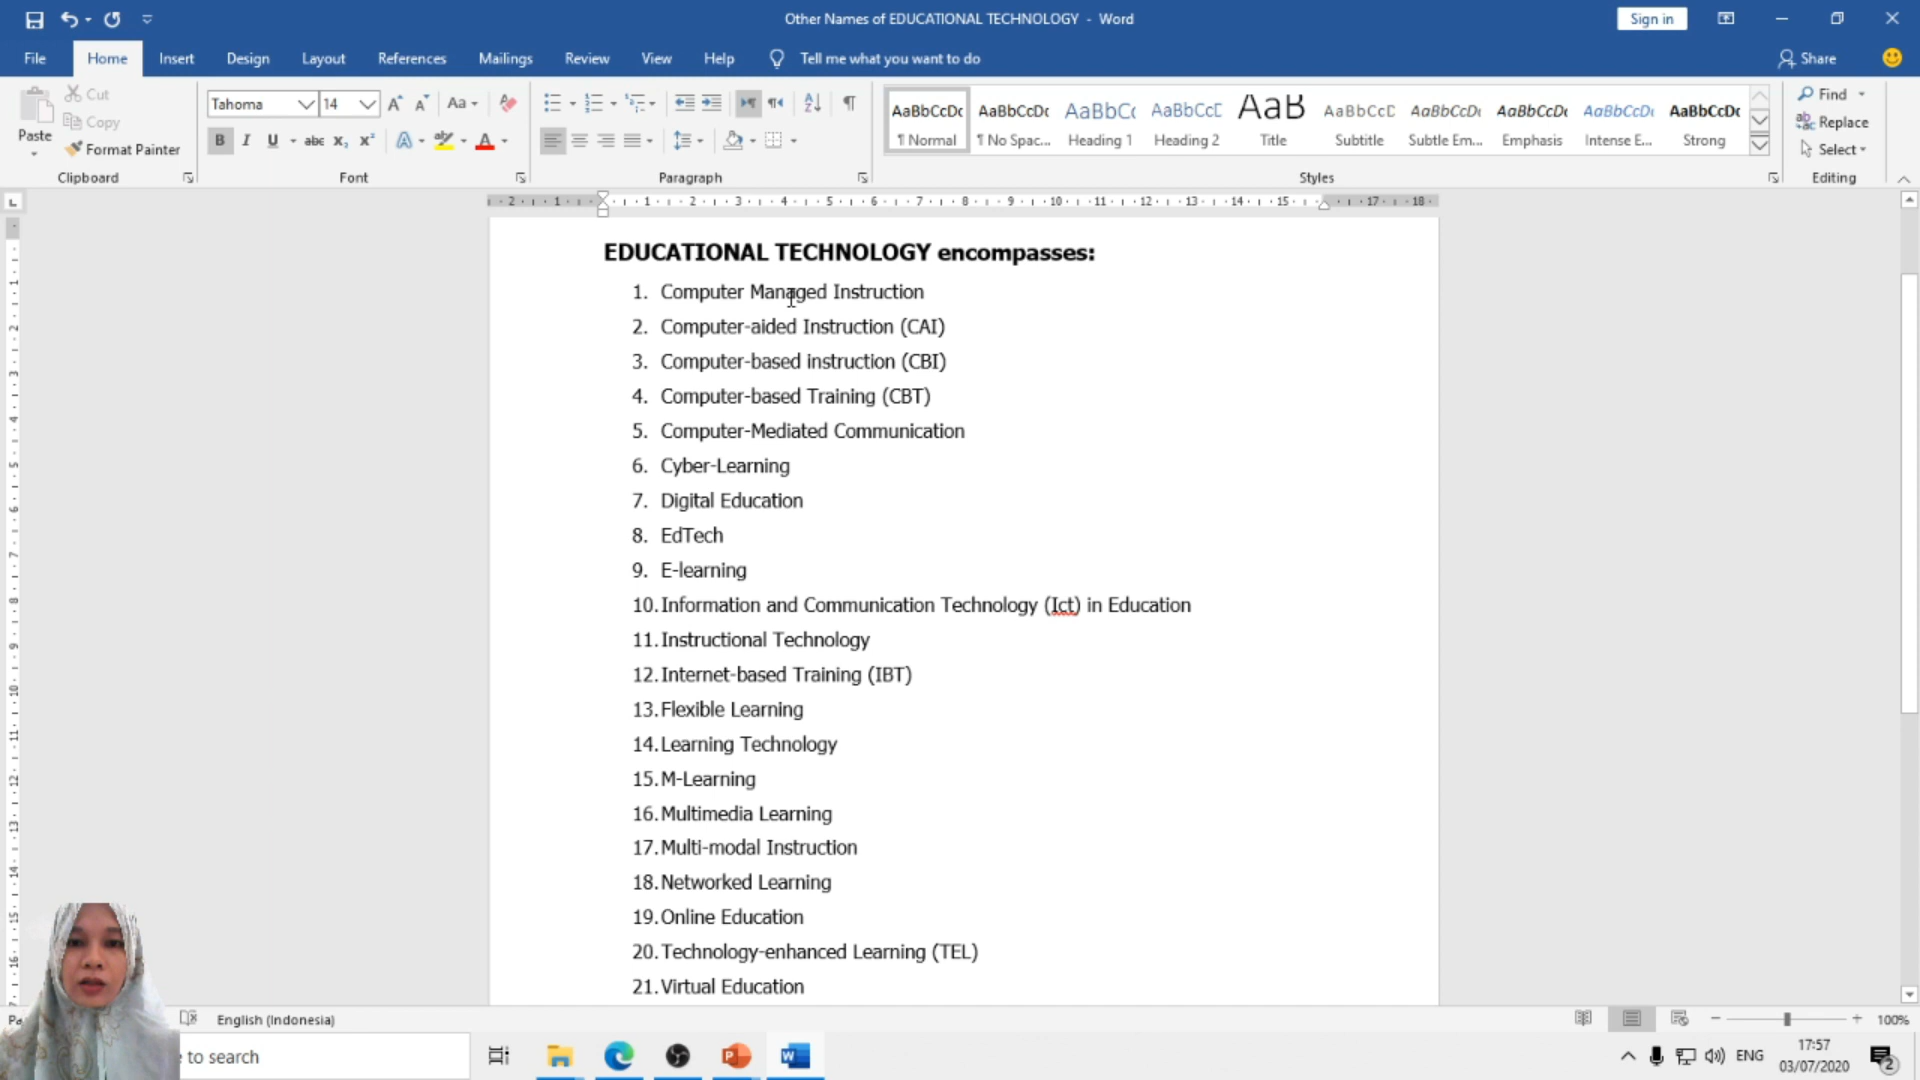 Other Names of EDUCATIONAL TECHNOLOGY - Word
Sign in
File Home Insert Design Layout References Mailings Review View Help Tell me what you want to do Share
Paste
Cut
Copy
Format Painter
Clipboard
Tahoma 14
Font
Paragraph
AaBbCcDc AaBbCcDc AaBbCc AaBbCcD AaB AaBbCcD AaBbCcDc AaBbCcDc AaBbCcDc AaBbCcDc
¶ Normal ¶ No Spac... Heading 1 Heading 2 Title Subtitle Subtle Em... Emphasis Intense E... Strong
Styles
Find
Replace
Select
Editing
EDUCATIONAL TECHNOLOGY encompasses:
1. Computer Managed Instruction
2. Computer-aided Instruction (CAI)
3. Computer-based instruction (CBI)
4. Computer-based Training (CBT)
5. Computer-Mediated Communication
6. Cyber-Learning
7. Digital Education
8. EdTech
9. E-learning
10. Information and Communication Technology (Ict) in Education
11. Instructional Technology
12. Internet-based Training (IBT)
13. Flexible Learning
14. Learning Technology
15. M-Learning
16. Multimedia Learning
17. Multi-modal Instruction
18. Networked Learning
19. Online Education
20. Technology-enhanced Learning (TEL)
21. Virtual Education
English (Indonesia)
100%
to search
ENG
17:57
03/07/2020
2